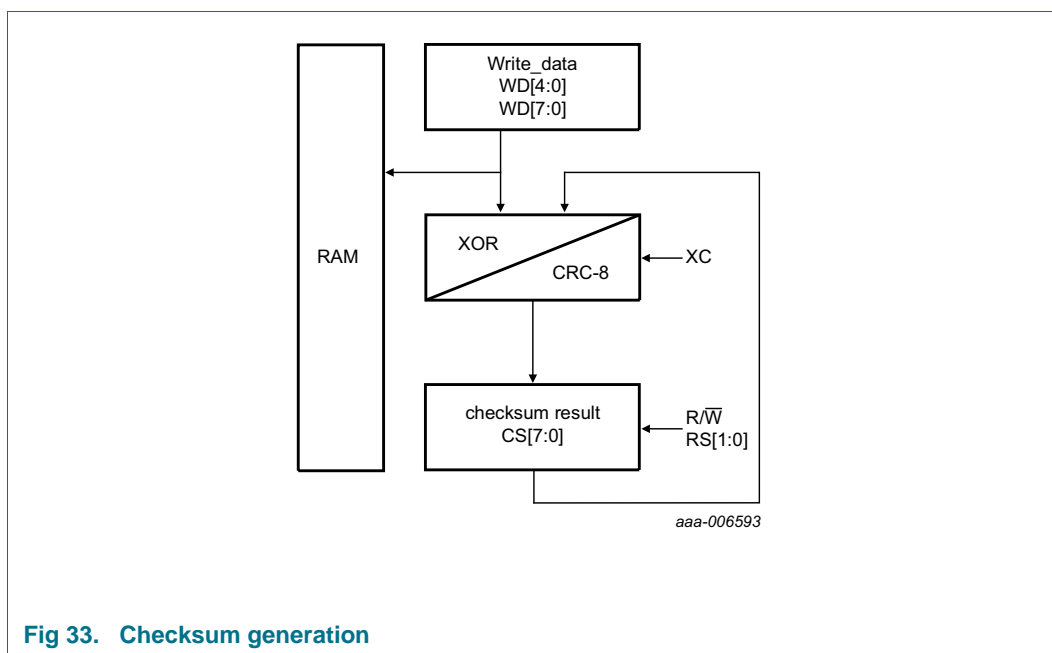 Write_data
WD[4:0]
WD[7:0]
RAM
XOR
CRC-8
XC
checksum result
CS[7:0]
R/W̅
RS[1:0]
aaa-006593
Fig 33. Checksum generation